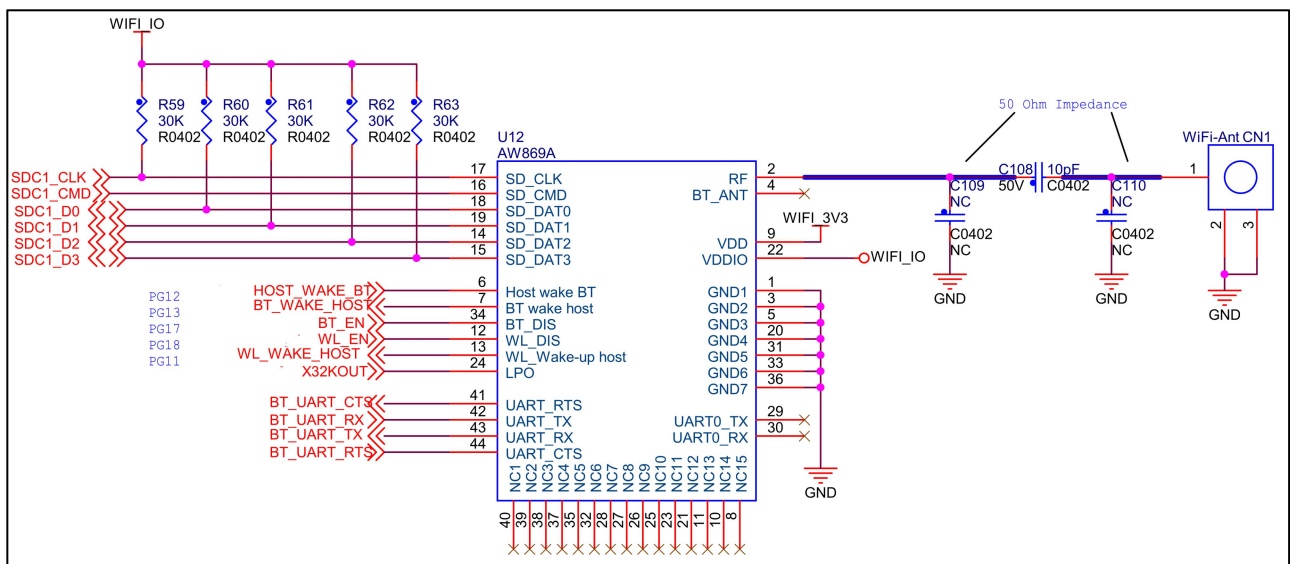 WIFI_IO
R59
30K
R0402
R60
30K
R0402
R61
30K
R0402
R62
30K
R0402
R63
30K
R0402
U12
AW869A
50 Ohm Impedance
WiFi-Ant CN1
SDC1_CLK 17 SD_CLK
SDC1_CMD 16 SD_CMD
SDC1_D0 18 SD_DAT0
SDC1_D1 19 SD_DAT1
SDC1_D2 14 SD_DAT2
SDC1_D3 15 SD_DAT3
RF 2
BT_ANT 4
C109
NC
C0402
NC
C108 10pF
50V C0402
C110
NC
C0402
NC
1
2
3
GND
GND
GND
WIFI_3V3
VDD 9
VDDIO 22 WIFI_IO
PG12
PG13
PG17
PG18
PG11
HOST_WAKE_BT 6 Host wake BT
BT_WAKE_HOST 7 BT wake host
BT_EN 34 BT_DIS
WL_EN 12 WL_DIS
WL_WAKE_HOST 13 WL_Wake-up host
X32KOUT 24 LPO
GND1 1
GND2 3
GND3 5
GND4 20
GND5 31
GND6 33
GND7 36
BT_UART_CTS 41 UART_RTS
BT_UART_RX 42 UART_TX
BT_UART_TX 43 UART_RX
BT_UART_RTS 44 UART_CTS
UART0_TX 29
UART0_RX 30
GND
NC1 NC2 NC3 NC4 NC5 NC6 NC7 NC8 NC9 NC10 NC11 NC12 NC13 NC14 NC15
40 39 38 37 35 32 28 27 26 25 23 21 11 10 8